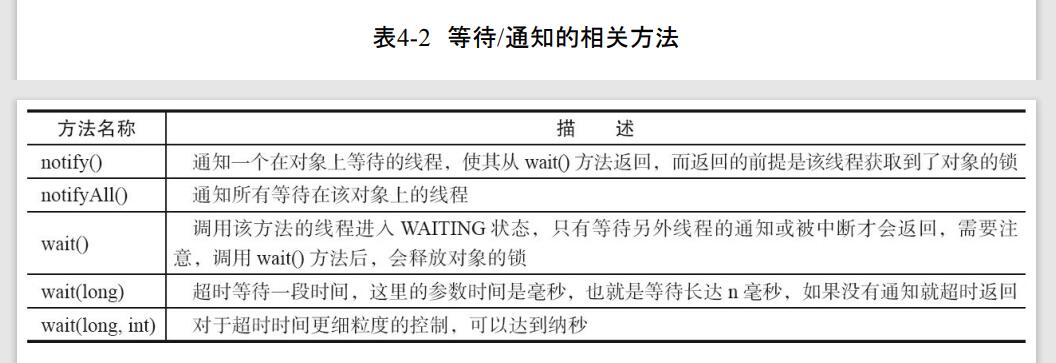 表4-2 等待/通知的相关方法
方法名称 描 述
notify() 通知一个在对象上等待的线程，使其从 wait() 方法返回，而返回的前提是该线程获取到了对象的锁
notifyAll() 通知所有等待在该对象上的线程
wait() 调用该方法的线程进入 WAITING 状态，只有等待另外线程的通知或被中断才会返回，需要注
意，调用 wait() 方法后，会释放对象的锁
wait(long) 超时等待一段时间，这里的参数时间是毫秒，也就是等待长达 n 毫秒，如果没有通知就超时返回
wait(long, int) 对于超时时间更细粒度的控制，可以达到纳秒